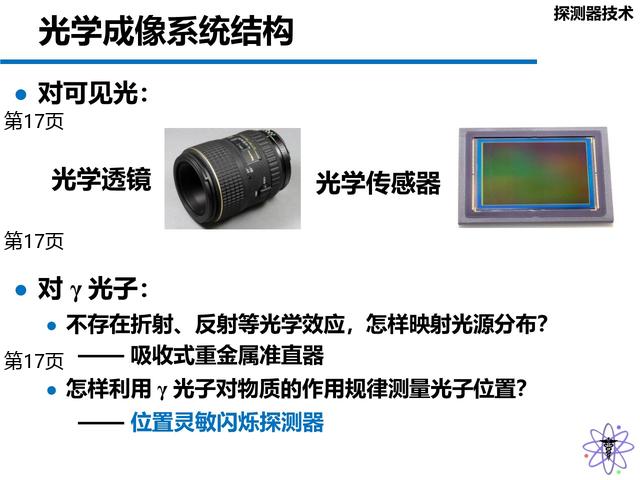 探测器技术
光学成像系统结构
● 对可见光：
第17页
光学透镜
光学传感器
第17页
● 对 γ 光子：
● 不存在折射、反射等光学效应，怎样映射光源分布？
—— 吸收式重金属准直器
第17页
● 怎样利用 γ 光子对物质的作用规律测量光子位置？
—— 位置灵敏闪烁探测器